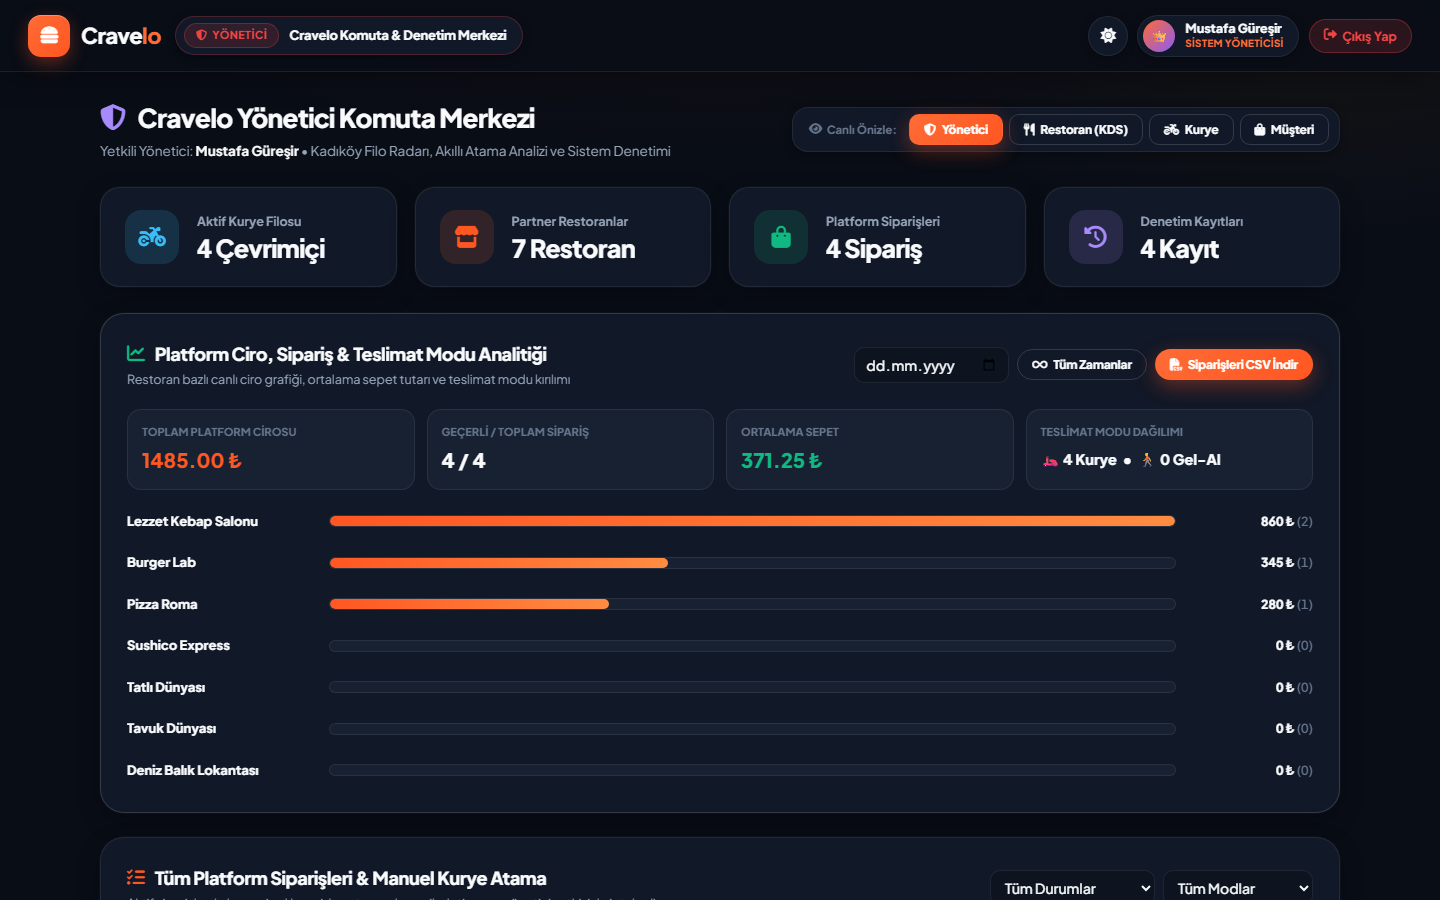 Cravelo
YÖNETİCİ Cravelo Komuta & Denetim Merkezi
Mustafa Güreşir
SİSTEM YÖNETİCİSİ
Çıkış Yap
Cravelo Yönetici Komuta Merkezi
Yetkili Yönetici: Mustafa Güreşir • Kadıköy Filo Radarı, Akıllı Atama Analizi ve Sistem Denetimi
Canlı Önizle: Yönetici Restoran (KDS) Kurye Müşteri
Aktif Kurye Filosu
4 Çevrimiçi
Partner Restoranlar
7 Restoran
Platform Siparişleri
4 Sipariş
Denetim Kayıtları
4 Kayıt
Platform Ciro, Sipariş & Teslimat Modu Analitiği
Restoran bazlı canlı ciro grafiği, ortalama sepet tutarı ve teslimat modu kırılımı
dd.mm.yyyy Tüm Zamanlar Siparişleri CSV İndir
TOPLAM PLATFORM CİROSU
1485.00 ₺
GEÇERLİ / TOPLAM SİPARİŞ
4 / 4
ORTALAMA SEPET
371.25 ₺
TESLİMAT MODU DAĞILIMI
4 Kurye • 0 Gel-Al
Lezzet Kebap Salonu 860 ₺ (2)
Burger Lab 345 ₺ (1)
Pizza Roma 280 ₺ (1)
Sushico Express 0 ₺ (0)
Tatlı Dünyası 0 ₺ (0)
Tavuk Dünyası 0 ₺ (0)
Deniz Balık Lokantası 0 ₺ (0)
Tüm Platform Siparişleri & Manuel Kurye Atama
Tüm Durumlar Tüm Modlar